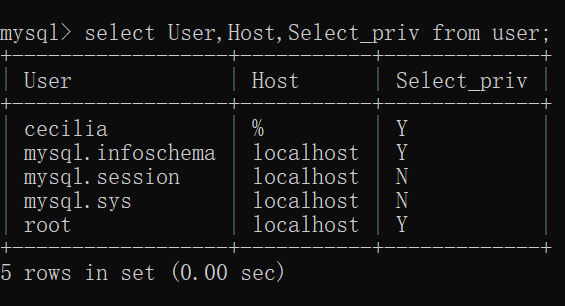 mysql> select User,Host,Select_priv from user;
+------------------+-----------+-------------+
| User             | Host      | Select_priv |
+------------------+-----------+-------------+
| cecilia          | %         | Y           |
| mysql.infoschema | localhost | Y           |
| mysql.session    | localhost | N           |
| mysql.sys        | localhost | N           |
| root             | localhost | Y           |
+------------------+-----------+-------------+
5 rows in set (0.00 sec)